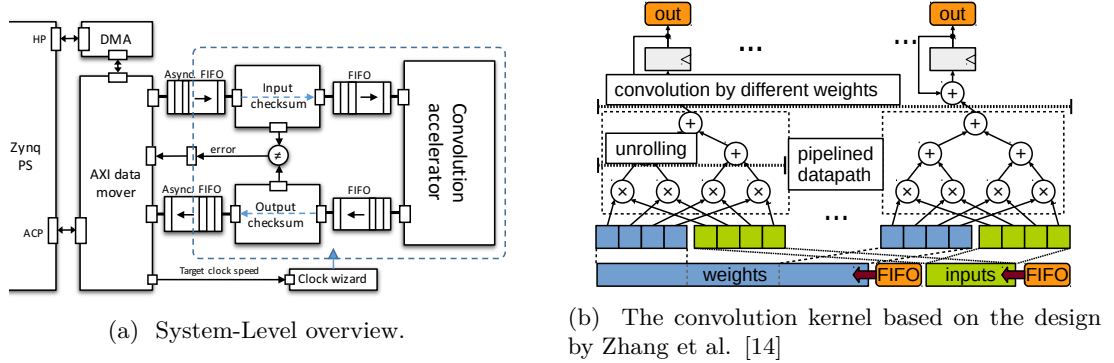 HP
DMA
Async. FIFO
Input
checksum
FIFO
Convolution
accelerator
Zynq
PS
AXI data
mover
error
≠
Async FIFO
Output
checksum
FIFO
ACP
Target clock speed
Clock wizard
(a) System-Level overview.
out
out
...
...
<
<
convolution by different weights
+
+
+
unrolling
+
pipelined
datapath
+
+
× × × ×
× × × ×
...
weights
FIFO
inputs
FIFO
(b) The convolution kernel based on the design
by Zhang et al. [14]